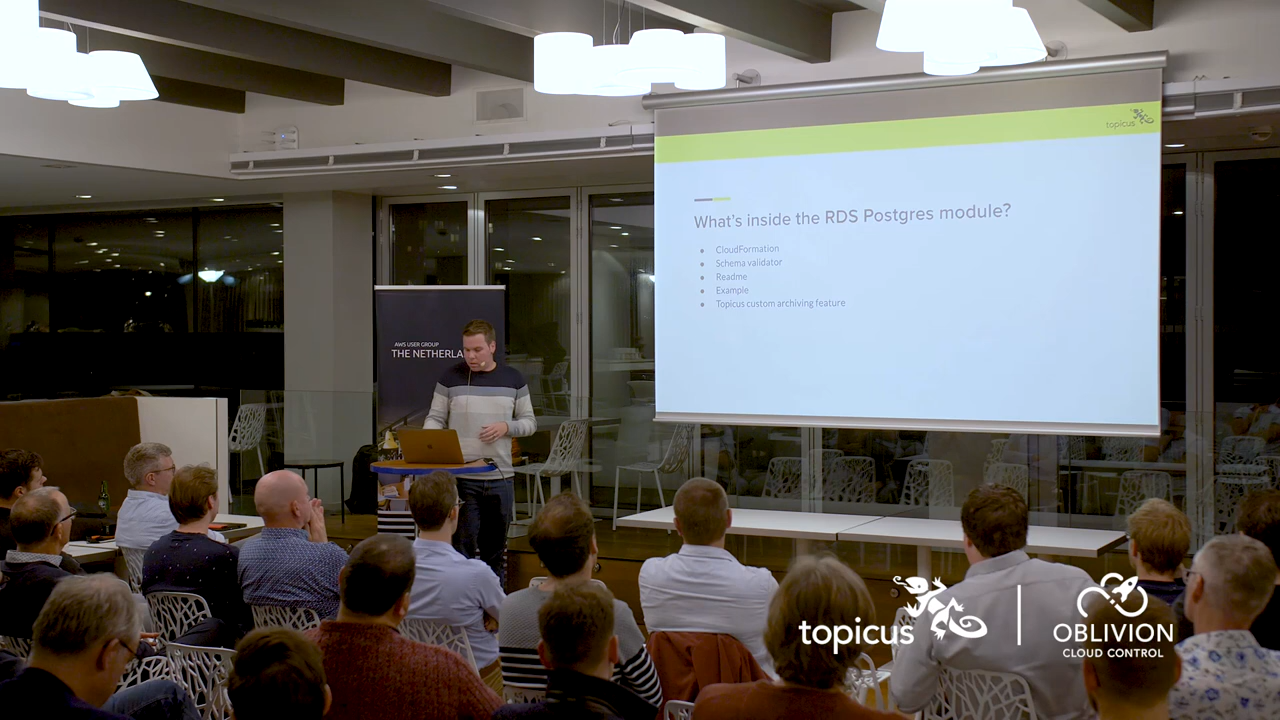 topicus
What's inside the RDS Postgres module?
CloudFormation
Schema validator
Readme
Example
Topicus custom archiving feature
AWS USER GROUP
THE NETHERLA
topicus
OBLIVION
CLOUD CONTROL